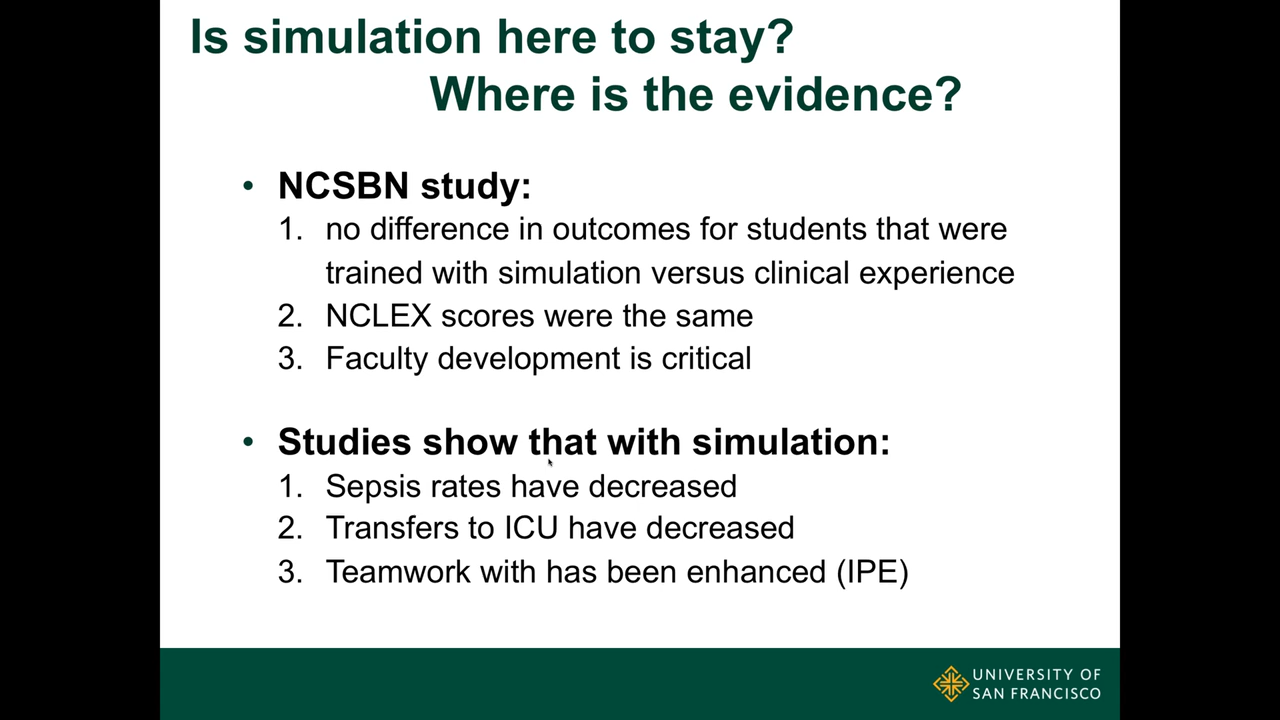 Is simulation here to stay?
Where is the evidence?
• NCSBN study:
1. no difference in outcomes for students that were
trained with simulation versus clinical experience
2. NCLEX scores were the same
3. Faculty development is critical
• Studies show that with simulation:
1. Sepsis rates have decreased
2. Transfers to ICU have decreased
3. Teamwork with has been enhanced (IPE)
UNIVERSITY OF
SAN FRANCISCO